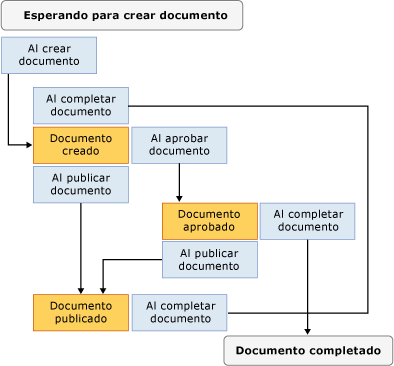 Esperando para crear documento
Al crear
documento
Al completar
documento
Documento
creado
Al aprobar
documento
Al publicar
documento
Documento
aprobado
Al completar
documento
Al publicar
documento
Documento
publicado
Al completar
documento
Documento completado